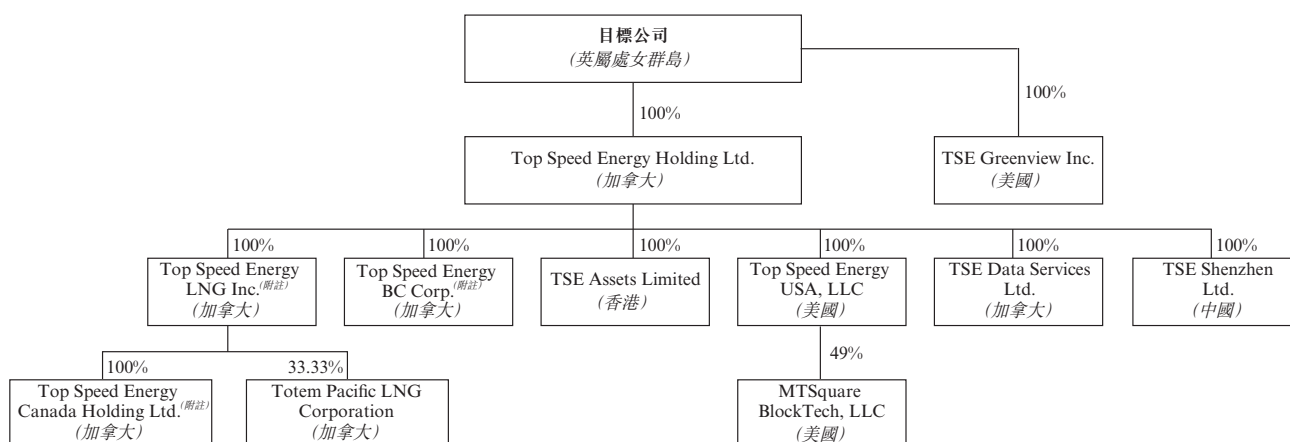 目標公司
(英屬處女群島)
100%
100%
Top Speed Energy Holding Ltd.
(加拿大)
TSE Greenview Inc.
(美國)
100%
100%
100%
100%
100%
100%
Top Speed Energy
LNG Inc.(附註)
(加拿大)
Top Speed Energy
BC Corp.(附註)
(加拿大)
TSE Assets Limited
(香港)
Top Speed Energy
USA, LLC
(美國)
TSE Data Services
Ltd.
(加拿大)
TSE Shenzhen
Ltd.
(中國)
100%
33.33%
49%
Top Speed Energy
Canada Holding Ltd.(附註)
(加拿大)
Totem Pacific LNG
Corporation
(加拿大)
MTSquare
BlockTech, LLC
(美國)